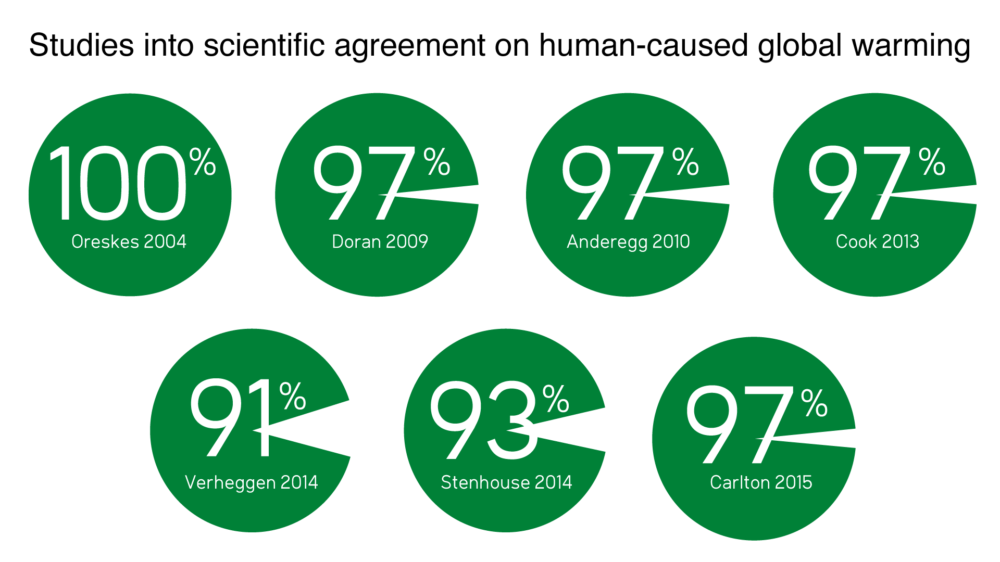 Studies into scientific agreement on human-caused global warming
100%
Oreskes 2004
97%
Doran 2009
97%
Anderegg 2010
97%
Cook 2013
91%
Verheggen 2014
93%
Stenhouse 2014
97%
Carlton 2015